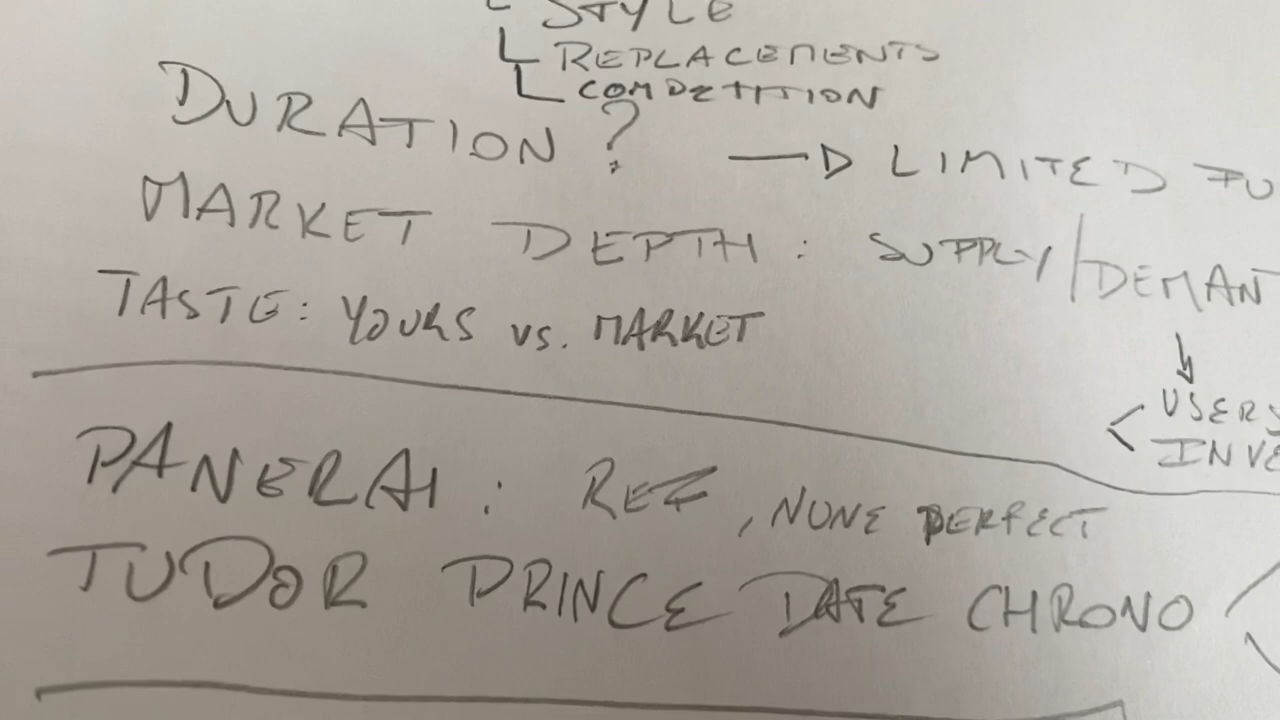 STYLE
REPLACEMENTS
COMPETITION
DURATION ? → LIMITED
MARKET DEPTH : SUPPLY/DEMAN
TASTE: YOURS vs. MARKET
USERS
INVE
PANERAI : REF, NONE PERFECT
TUDOR PRINCE DATE CHRONO